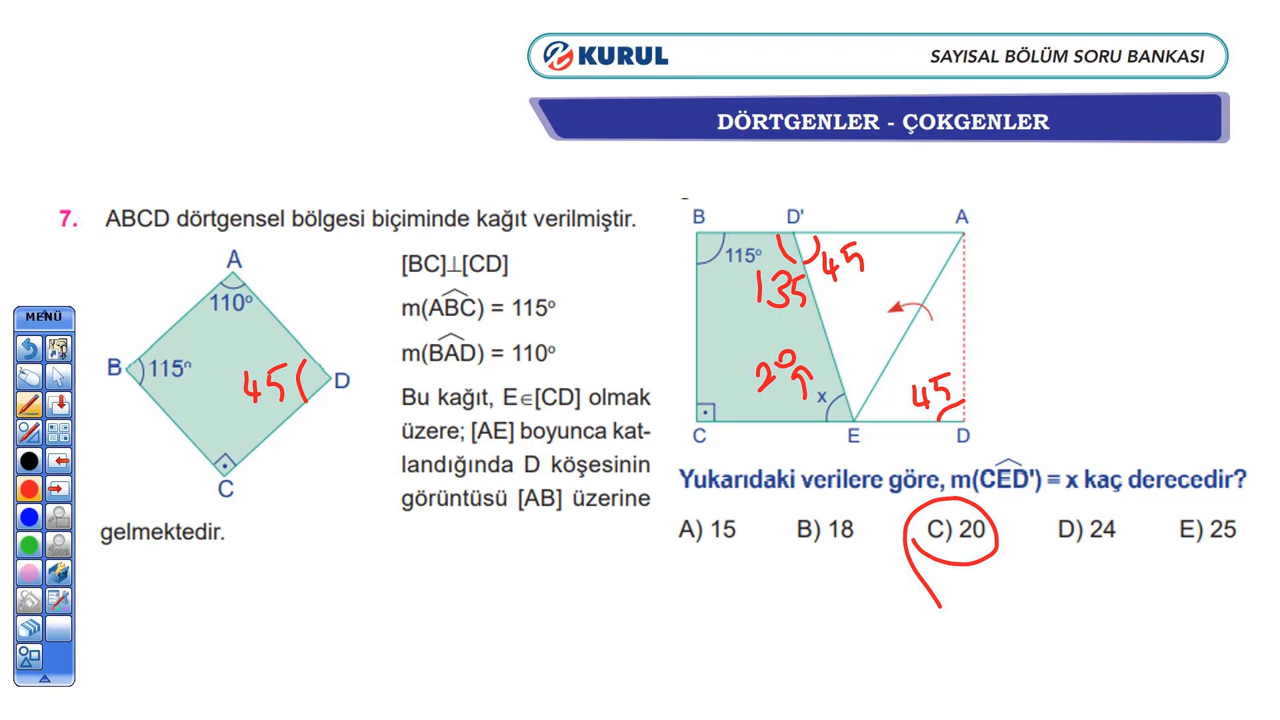 KURUL
SAYISAL BÖLÜM SORU BANKASI
DÖRTGENLER - ÇOKGENLER
7. ABCD dörtgensel bölgesi biçiminde kağıt verilmiştir.
A
110°
B
115°
45
D
C
[BC]⊥[CD]
m(ABC) = 115°
m(BAD) = 110°
Bu kağıt, E∈[CD] olmak
üzere; [AE] boyunca kat-
landığında D köşesinin
görüntüsü [AB] üzerine
gelmektedir.
B D' A
115°
45
135
20
x
45
C E D
Yukarıdaki verilere göre, m(CED') = x kaç derecedir?
A) 15 B) 18 C) 20 D) 24 E) 25
MENÜ